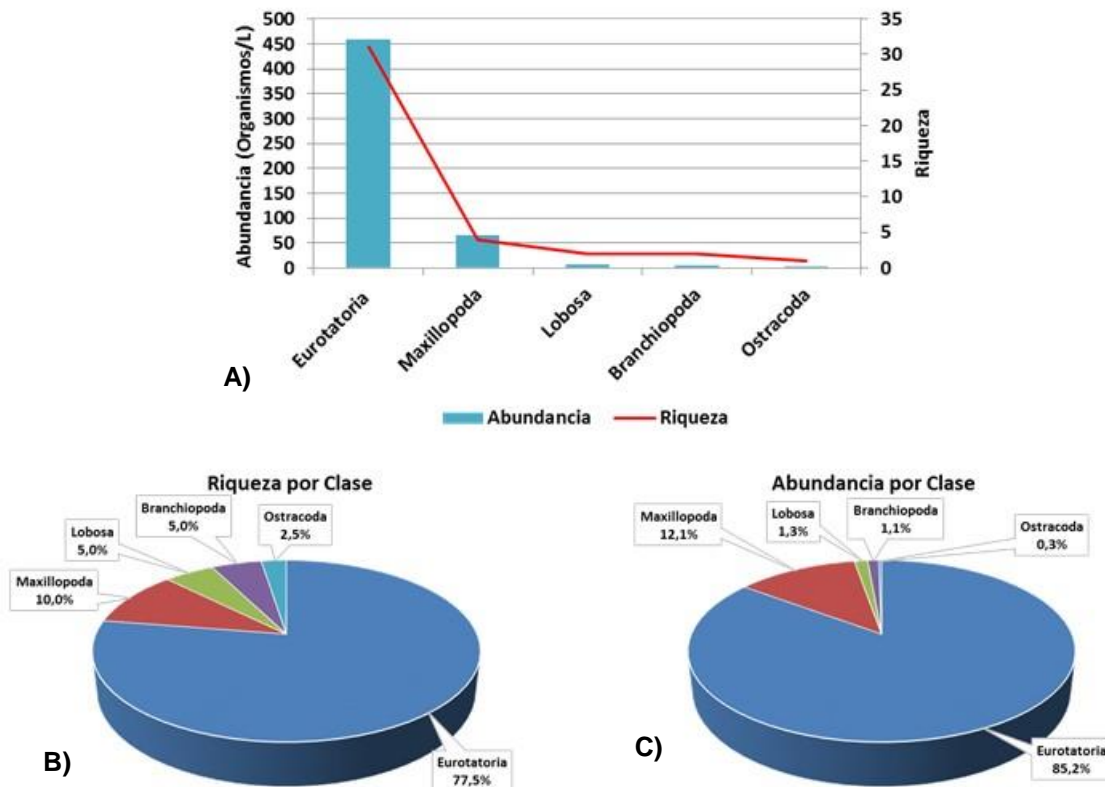 500
450
400
350
300
250
200
150
100
50
0
Abundancia (Organismos/L)
35
30
25
20
15
10
5
0
Riqueza
Eurotatoria
Maxillopoda
Lobosa
Branchiopoda
Ostracoda
A)
Abundancia
Riqueza
Riqueza por Clase
Branchiopoda
5,0%
Ostracoda
2,5%
Lobosa
5,0%
Maxillopoda
10,0%
Eurotatoria
77,5%
B)
Abundancia por Clase
Maxillopoda
12,1%
Lobosa
1,3%
Branchiopoda
1,1%
Ostracoda
0,3%
Eurotatoria
85,2%
C)